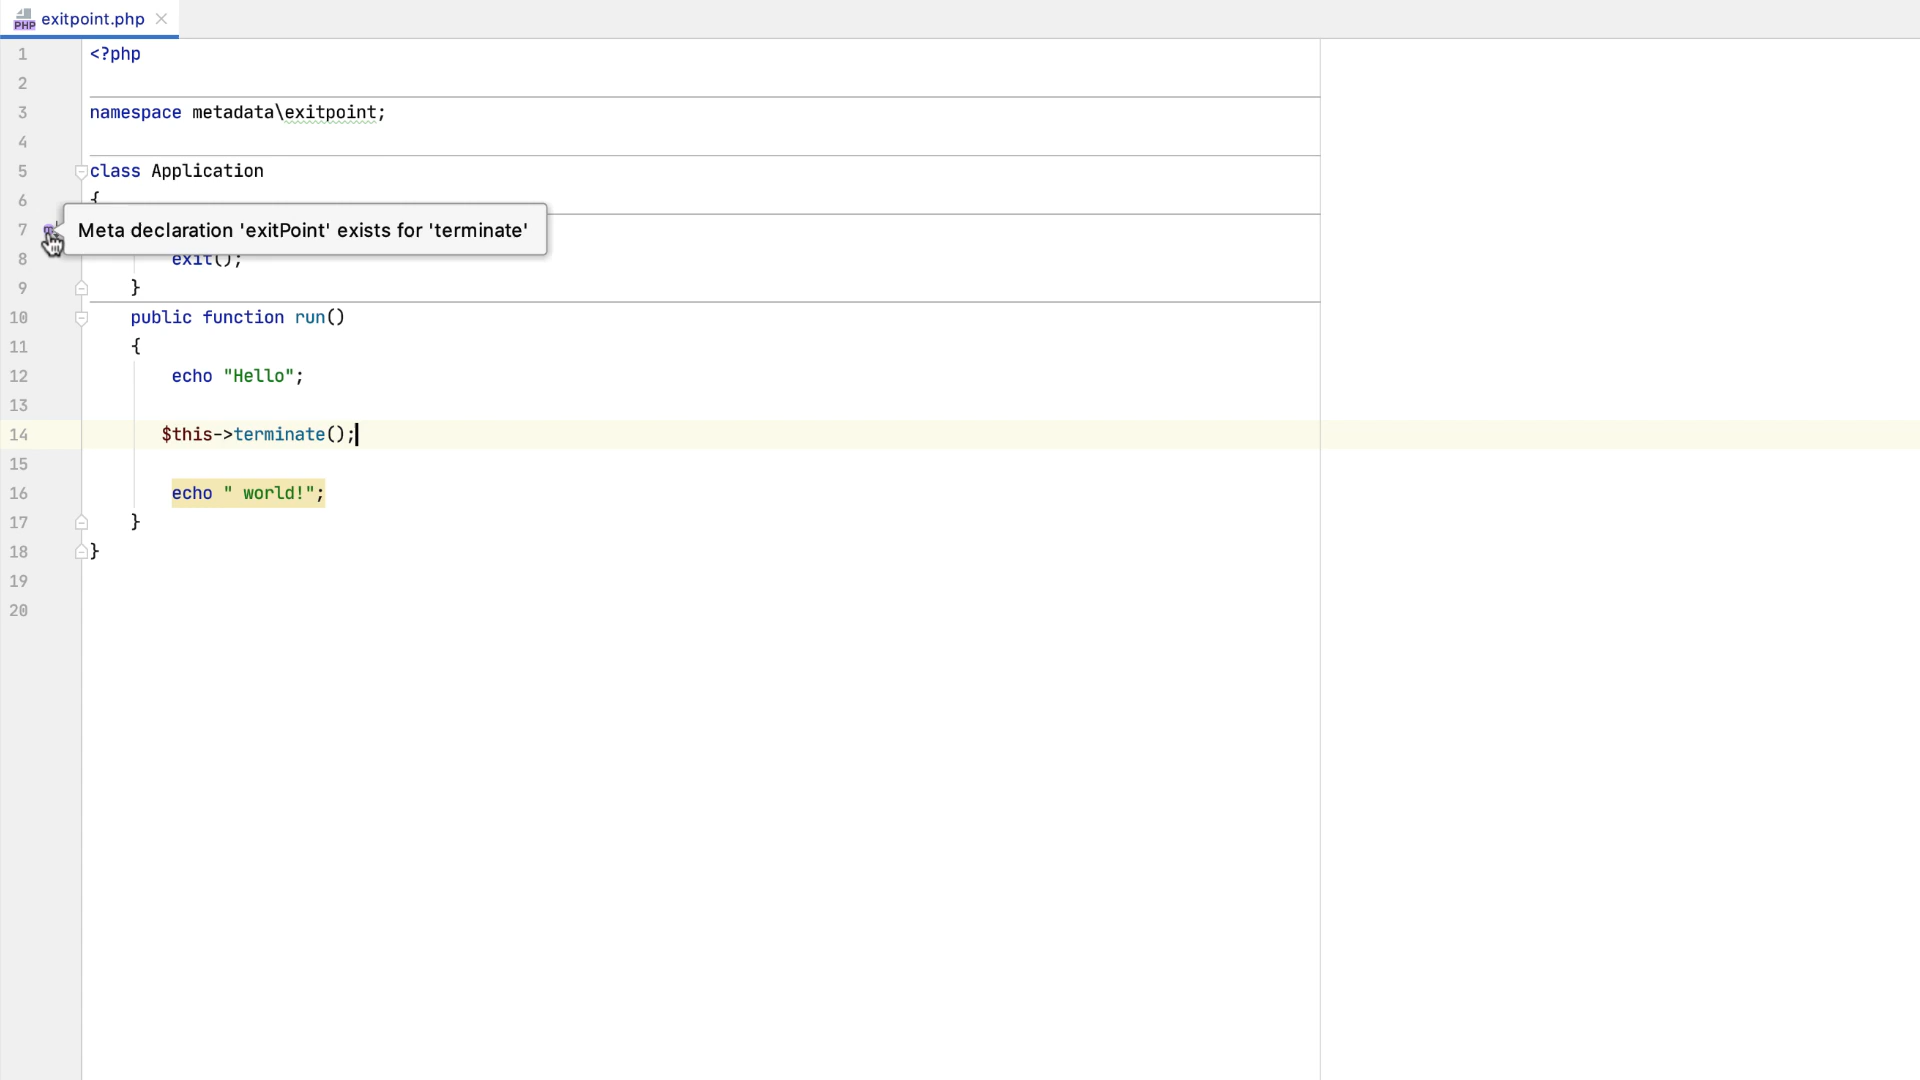 PHP exitpoint.php
1 <?php
2
3 namespace metadata\exitpoint;
4
5 class Application
6 {
7 Meta declaration 'exitPoint' exists for 'terminate'
8 exit();
9 }
10 public function run()
11 {
12 echo "Hello";
13
14 $this->terminate();
15
16 echo " world!";
17 }
18 }
19
20